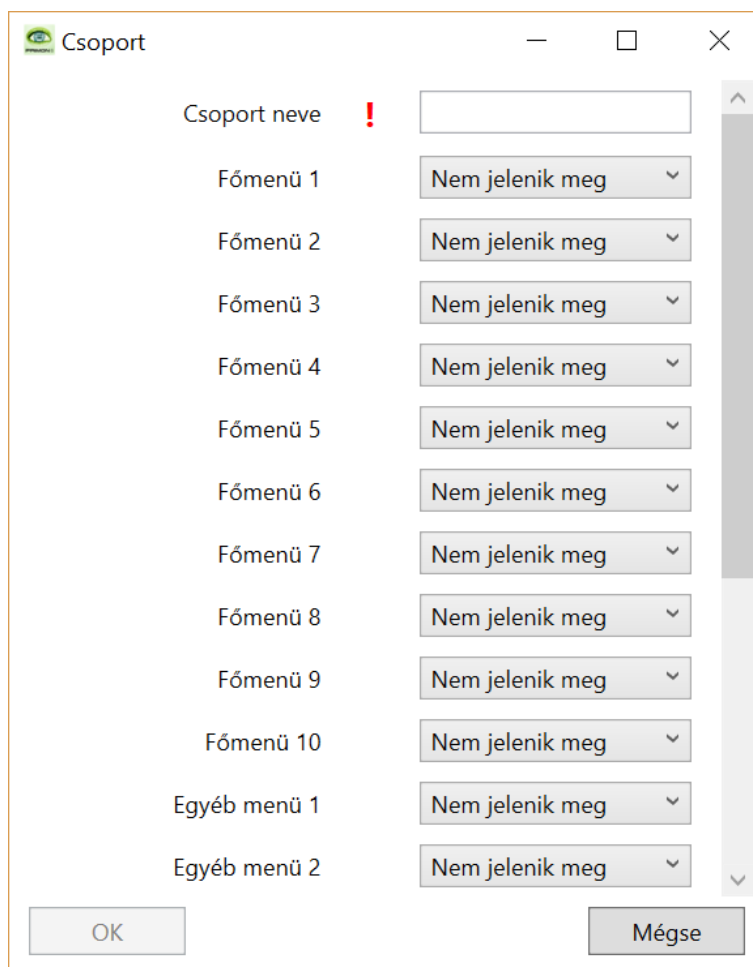 Csoport
Csoport neve !
Főmenü 1 Nem jelenik meg
Főmenü 2 Nem jelenik meg
Főmenü 3 Nem jelenik meg
Főmenü 4 Nem jelenik meg
Főmenü 5 Nem jelenik meg
Főmenü 6 Nem jelenik meg
Főmenü 7 Nem jelenik meg
Főmenü 8 Nem jelenik meg
Főmenü 9 Nem jelenik meg
Főmenü 10 Nem jelenik meg
Egyéb menü 1 Nem jelenik meg
Egyéb menü 2 Nem jelenik meg
OK Mégse